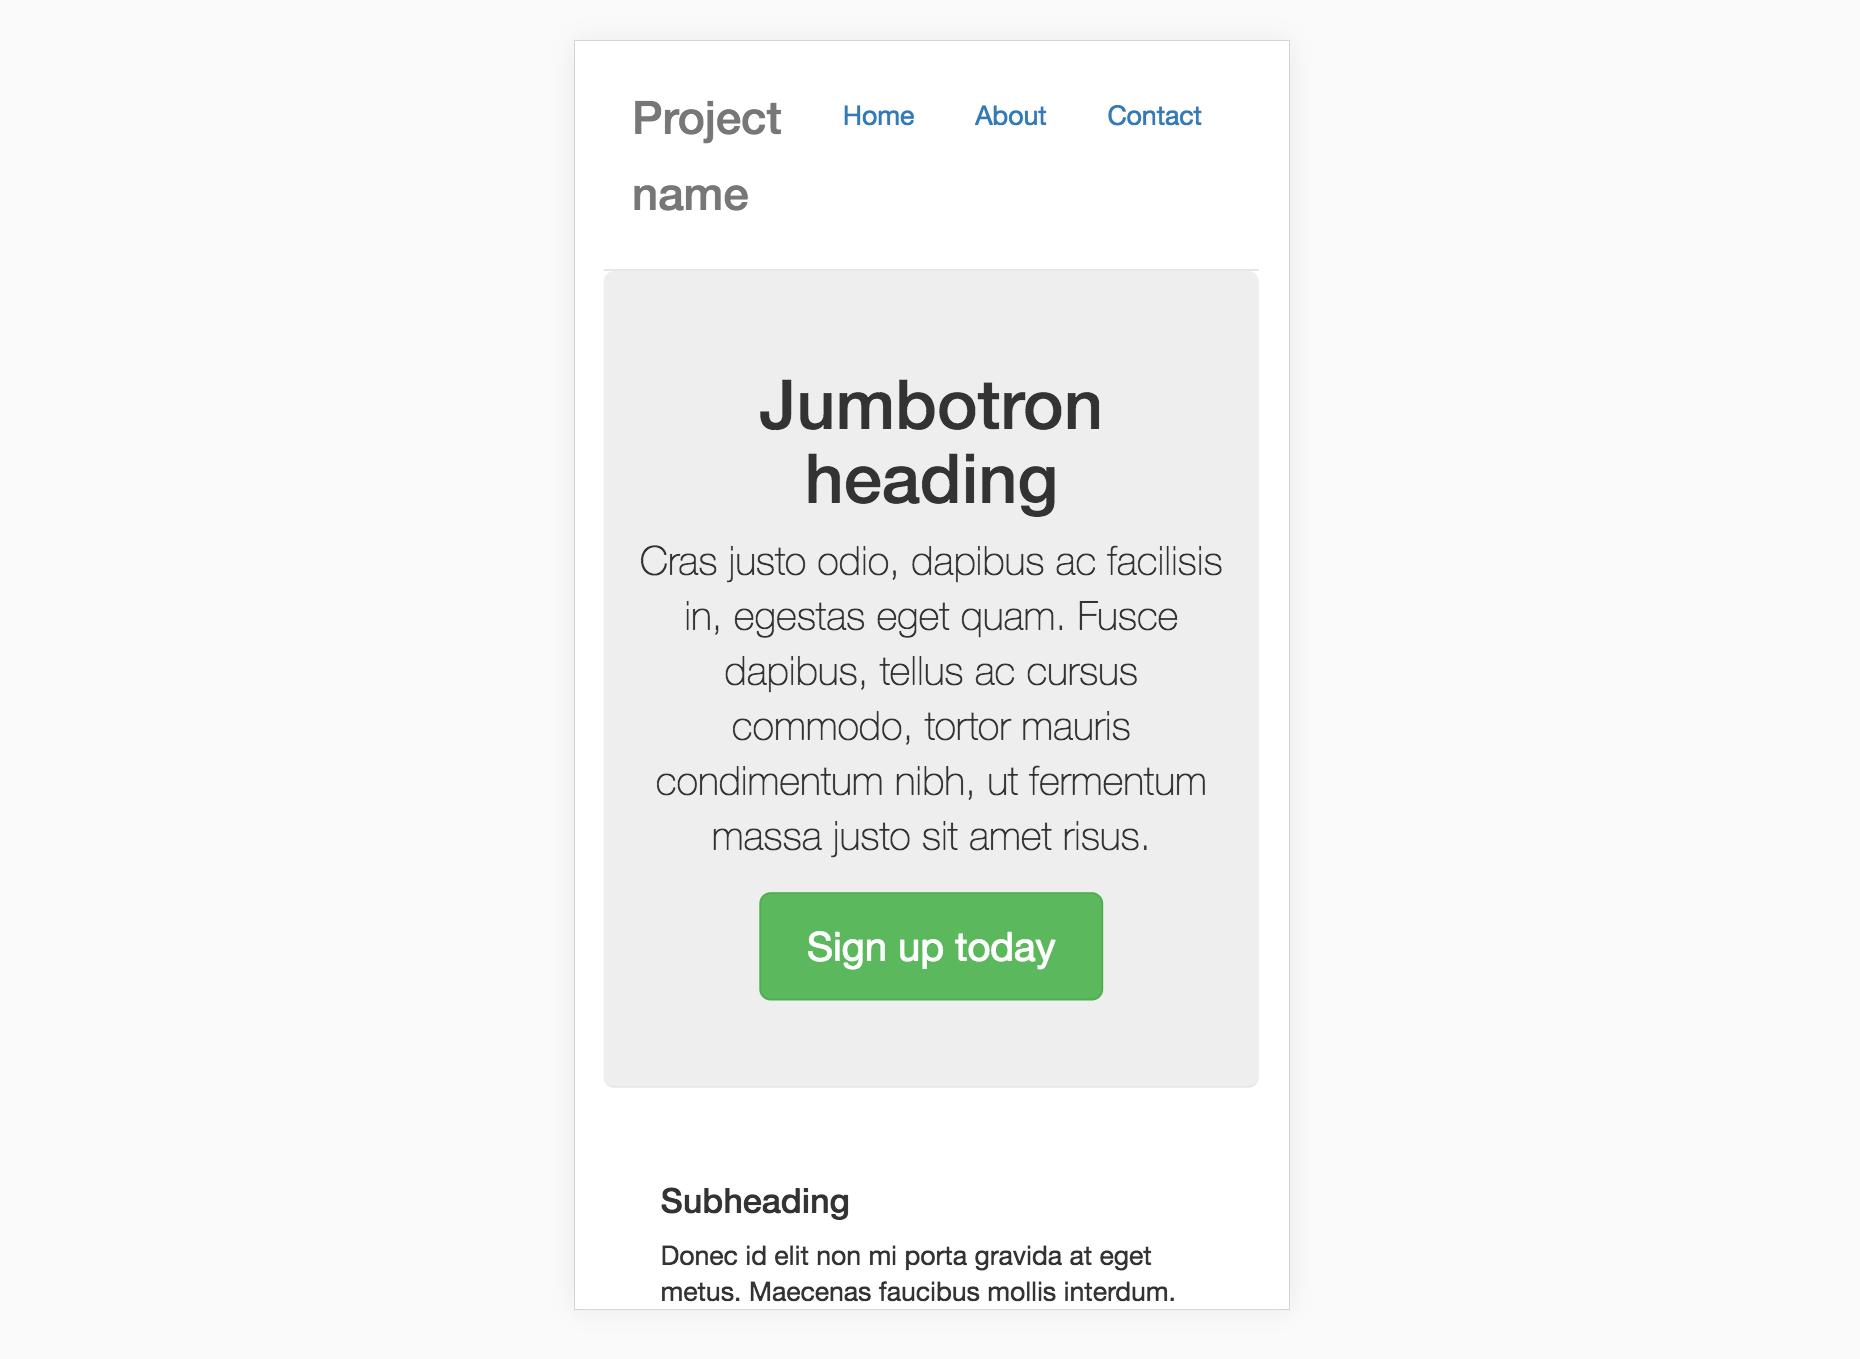 Project
name
Home About Contact
Jumbotron
heading
Cras justo odio, dapibus ac facilisis
in, egestas eget quam. Fusce
dapibus, tellus ac cursus
commodo, tortor mauris
condimentum nibh, ut fermentum
massa justo sit amet risus.
Sign up today
Subheading
Donec id elit non mi porta gravida at eget
metus. Maecenas faucibus mollis interdum.